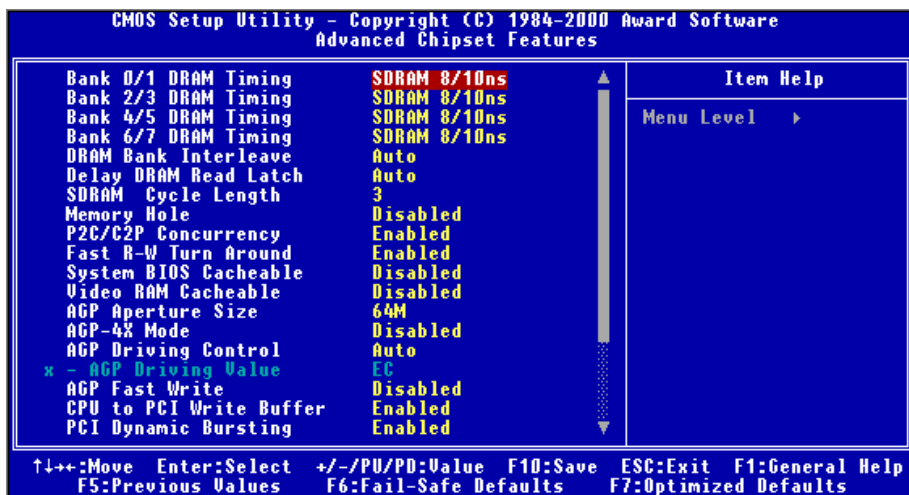 CMOS Setup Utility - Copyright (C) 1984-2000 Award Software
Advanced Chipset Features
Bank 0/1 DRAM Timing SDRAM 8/10ns
Bank 2/3 DRAM Timing SDRAM 8/10ns
Bank 4/5 DRAM Timing SDRAM 8/10ns
Bank 6/7 DRAM Timing SDRAM 8/10ns
DRAM Bank Interleave Auto
Delay DRAM Read Latch Auto
SDRAM Cycle Length 3
Memory Hole Disabled
P2C/C2P Concurrency Enabled
Fast R-W Turn Around Enabled
System BIOS Cacheable Disabled
Video RAM Cacheable Disabled
AGP Aperture Size 64M
AGP-4X Mode Disabled
AGP Driving Control Auto
x - AGP Driving Value EC
AGP Fast Write Disabled
CPU to PCI Write Buffer Enabled
PCI Dynamic Bursting Enabled
Item Help
Menu Level ▸
↑↓→←:Move Enter:Select +/-/PU/PD:Value F10:Save ESC:Exit F1:General Help
F5:Previous Values F6:Fail-Safe Defaults F7:Optimized Defaults